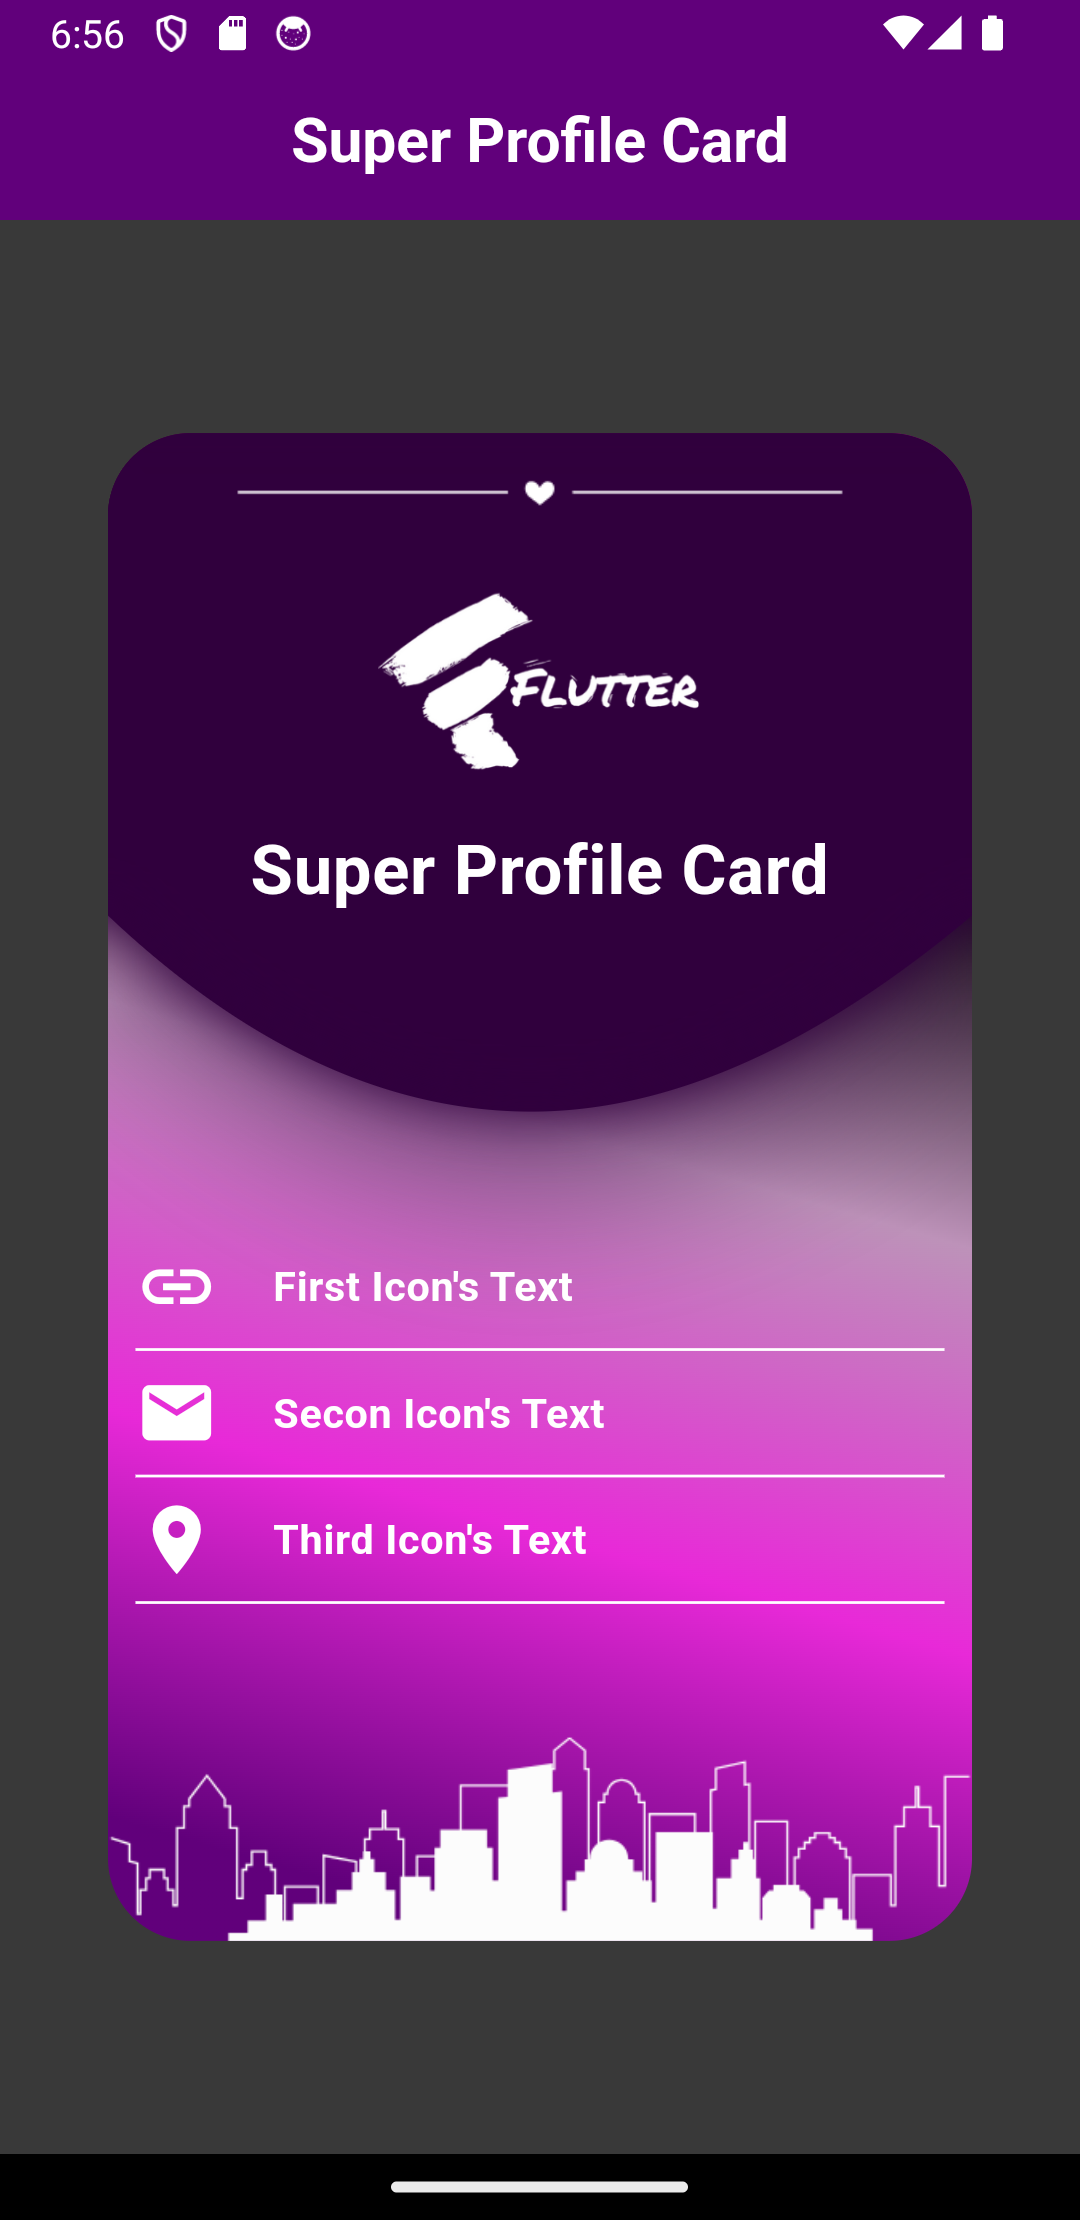 6:56
Super Profile Card
FLUTTER
Super Profile Card
First Icon's Text
Secon Icon's Text
Third Icon's Text